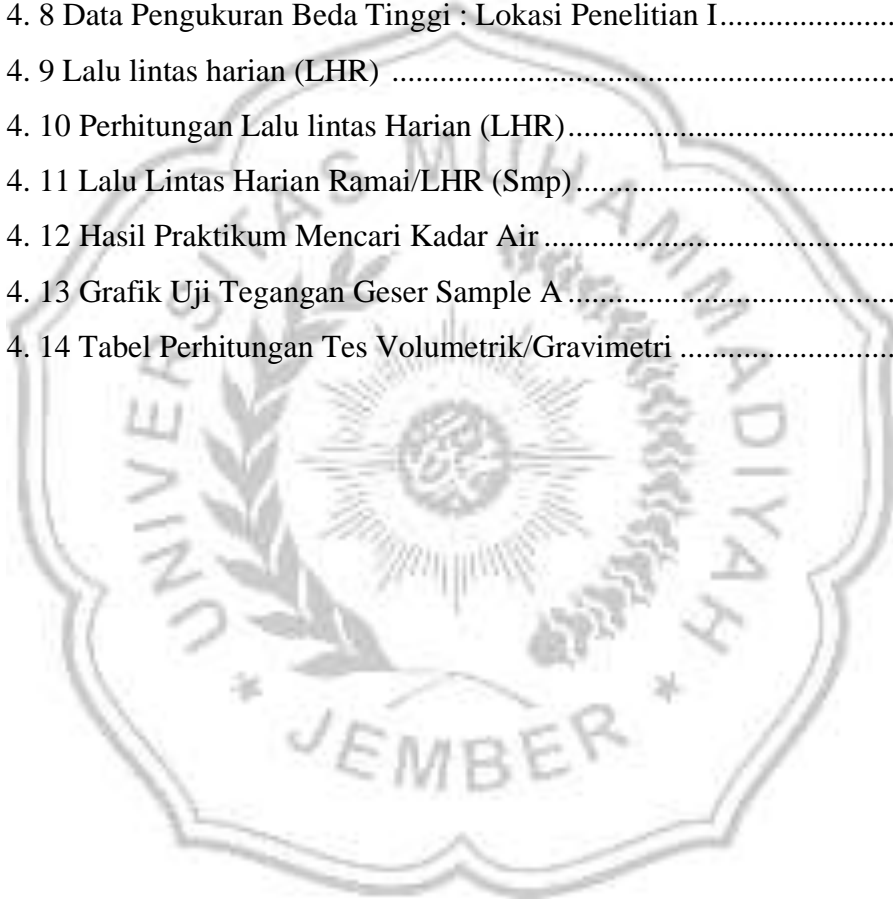 4. 8 Data Pengukuran Beda Tinggi : Lokasi Penelitian I....................
4. 9 Lalu lintas harian (LHR) ....................
4. 10 Perhitungan Lalu lintas Harian (LHR)....................
4. 11 Lalu Lintas Harian Ramai/LHR (Smp)....................
4. 12 Hasil Praktikum Mencari Kadar Air....................
4. 13 Grafik Uji Tegangan Geser Sample A....................
4. 14 Tabel Perhitungan Tes Volumetrik/Gravimetri ....................
UNIVERSITAS MUHAMMADIYAH
* JEMBER *